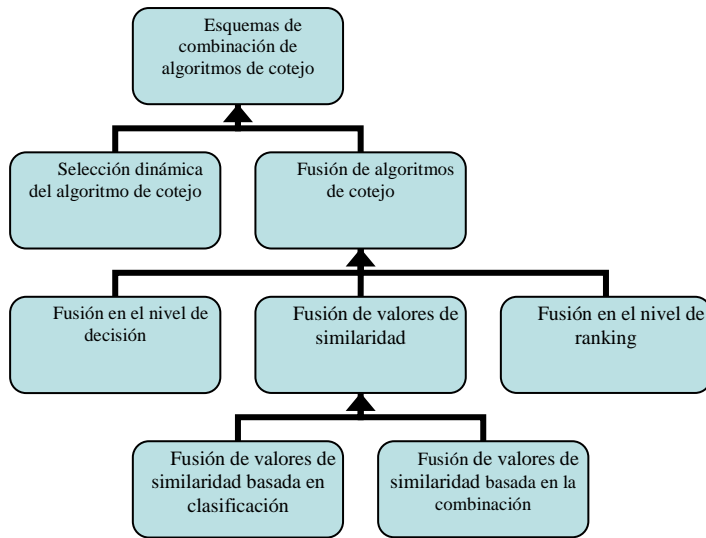 Esquemas de
combinación de
algoritmos de cotejo
Selección dinámica
del algoritmo de cotejo
Fusión de algoritmos
de cotejo
Fusión en el nivel de
decisión
Fusión de valores de
similaridad
Fusión en el nivel de
ranking
Fusión de valores de
similaridad basada en
clasificación
Fusión de valores de
similaridad basada en la
combinación